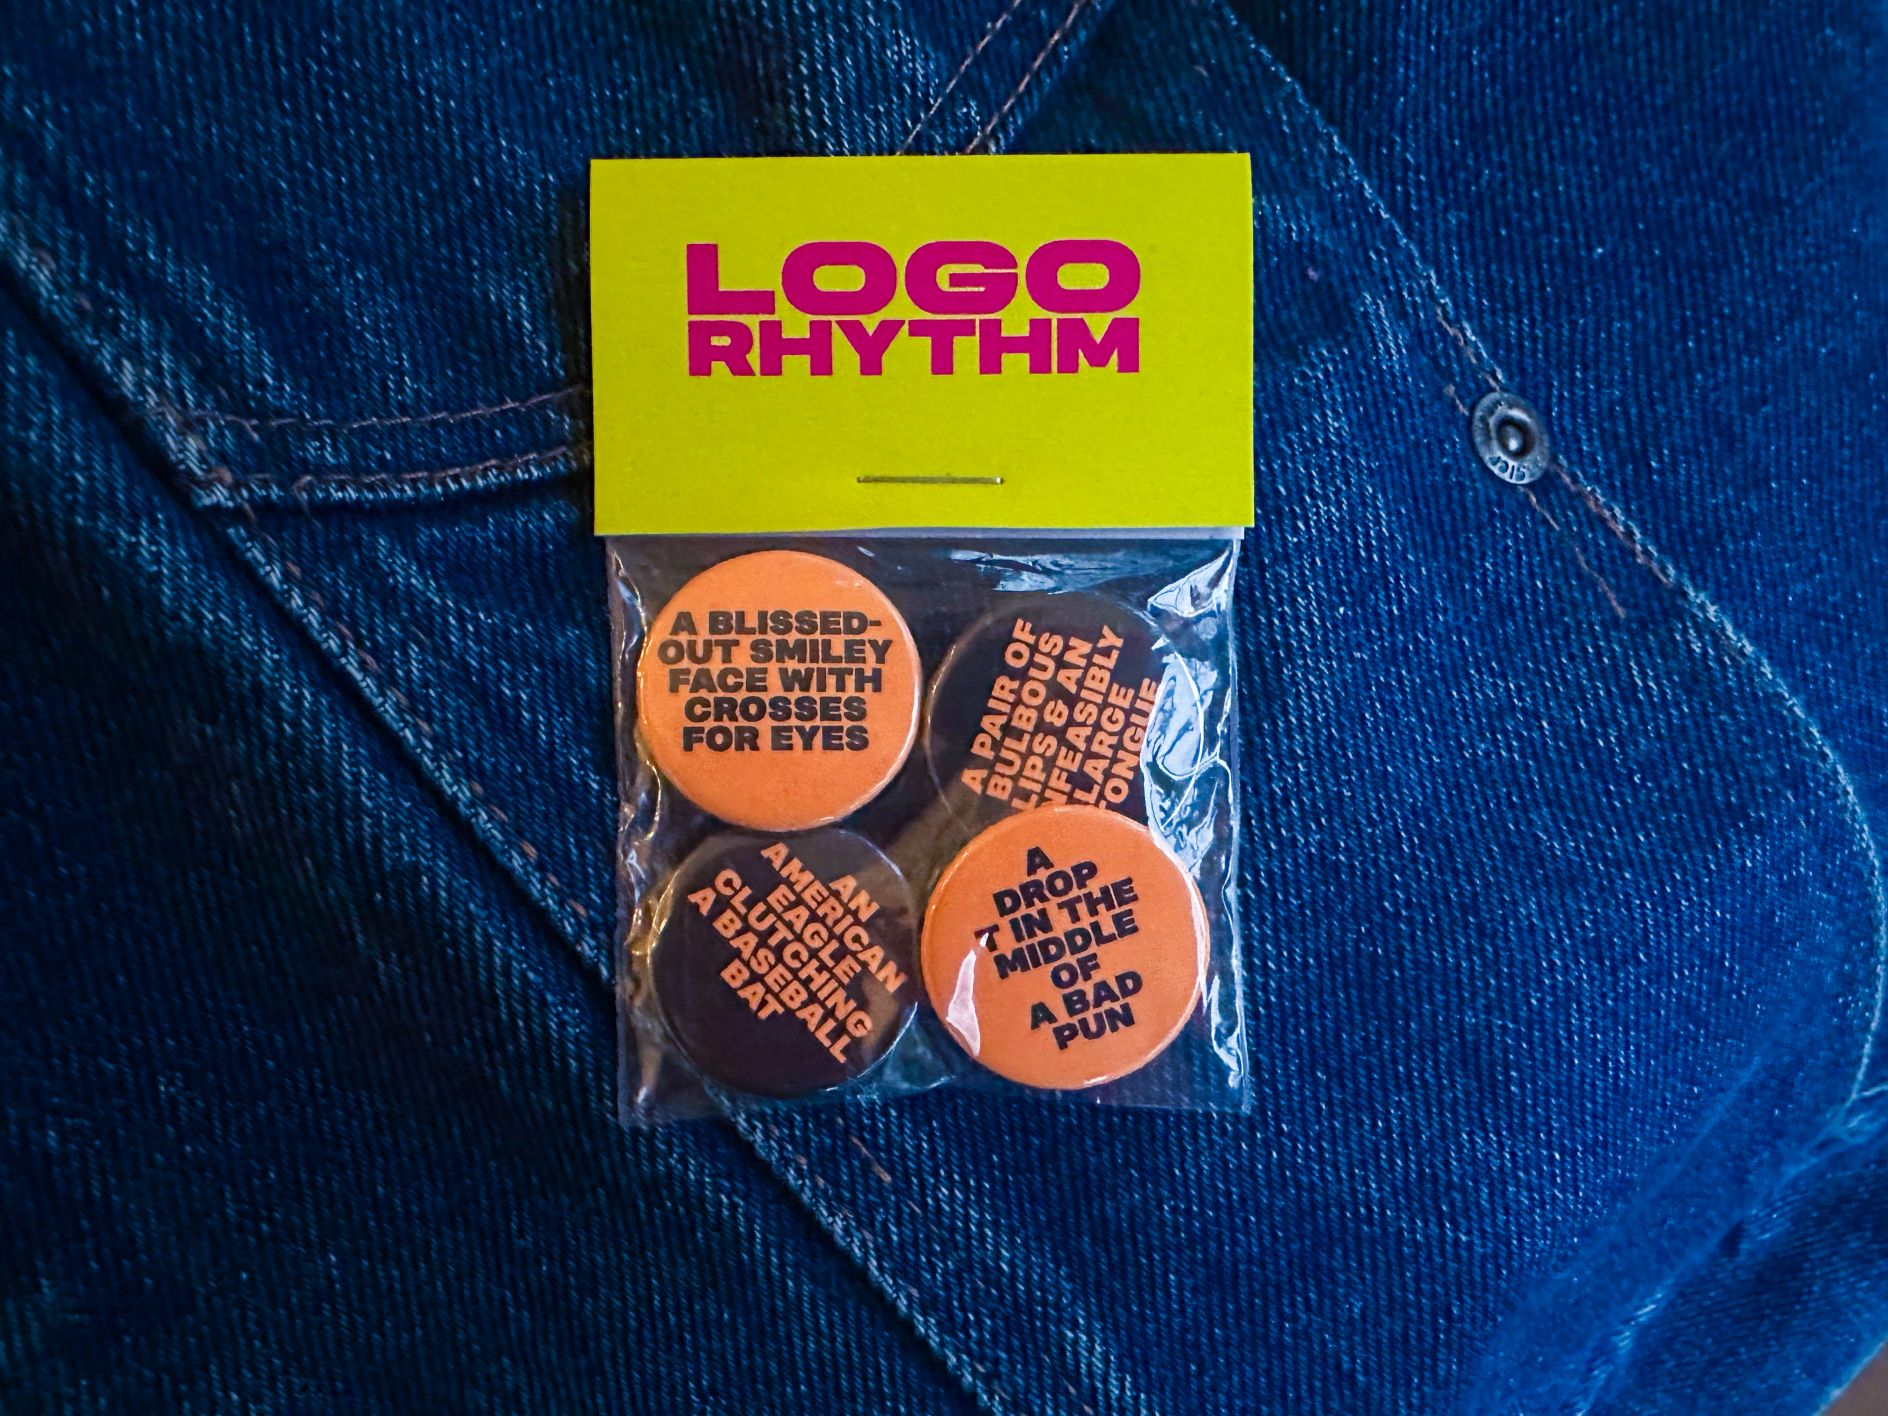 LOGO
RHYTHM
A BLISSED-
OUT SMILEY
FACE WITH
CROSSES
FOR EYES
A PAIR OF
BULBOUS
LIPS & AN
INFEASIBLY
LARGE
TONGUE
AN
AMERICAN
EAGLE
CLUTCHING
A BASEBALL
BAT
A
DROP
T IN THE
MIDDLE
OF
A BAD
PUN